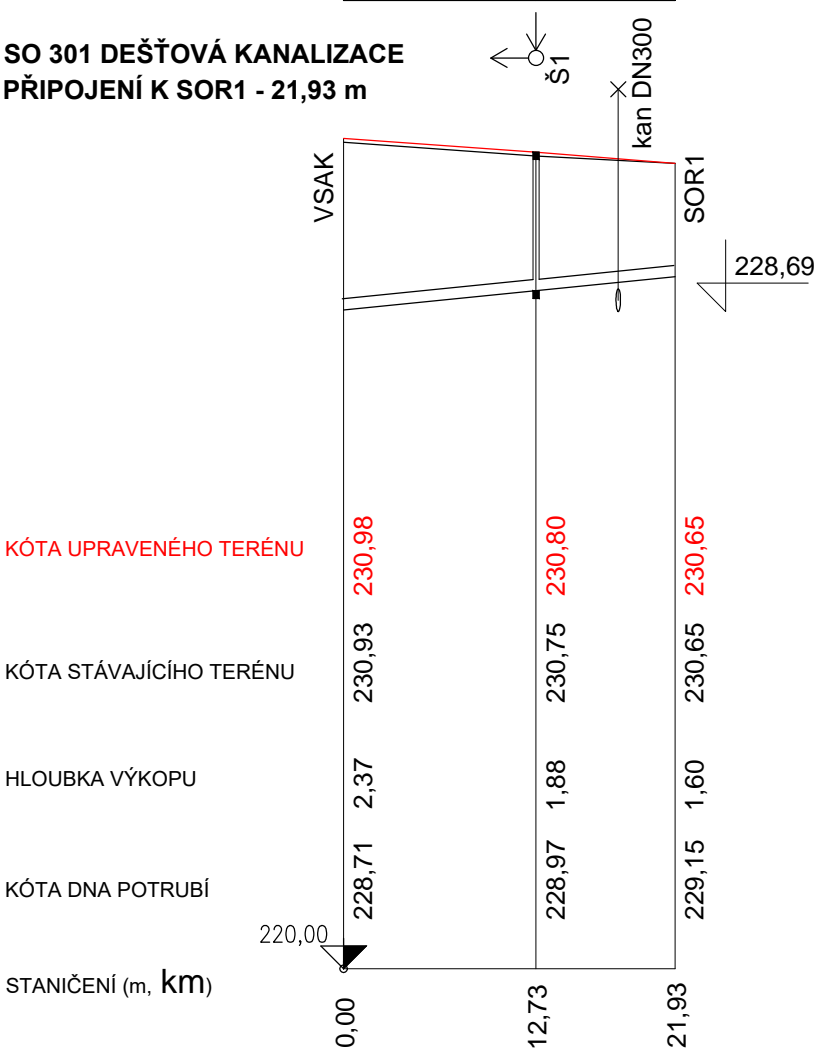 SO 301 DEŠŤOVÁ KANALIZACE
PŘIPOJENÍ K SOR1 - 21,93 m
Š1
kan DN300
VSAK
SOR1
228,69
KÓTA UPRAVENÉHO TERÉNU 230,98 230,80 230,65
KÓTA STÁVAJÍCÍHO TERÉNU 230,93 230,75 230,65
HLOUBKA VÝKOPU 2,37 1,88 1,60
KÓTA DNA POTRUBÍ 228,71 228,97 229,15
220,00
STANIČENÍ (m, km) 0,00 12,73 21,93